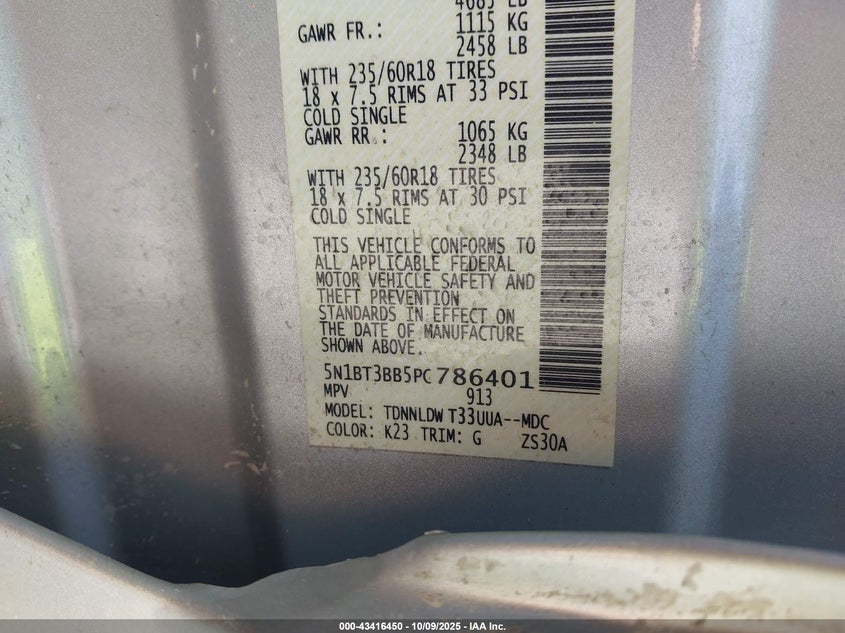 4685 LB
GAWR FR.: 1115 KG
2458 LB
WITH 235/60R18 TIRES
18 x 7.5 RIMS AT 33 PSI
COLD SINGLE
GAWR RR.: 1065 KG
2348 LB
WITH 235/60R18 TIRES
18 x 7.5 RIMS AT 30 PSI
COLD SINGLE
THIS VEHICLE CONFORMS TO
ALL APPLICABLE FEDERAL
MOTOR VEHICLE SAFETY AND
THEFT PREVENTION
STANDARDS IN EFFECT ON
THE DATE OF MANUFACTURE
SHOWN ABOVE.
5N1BT3BB5PC786401
MPV 913
MODEL: TDNNLDW T33UUA--MDC
COLOR: K23 TRIM: G ZS30A
000-43416450 - 10/09/2025 - IAA Inc.